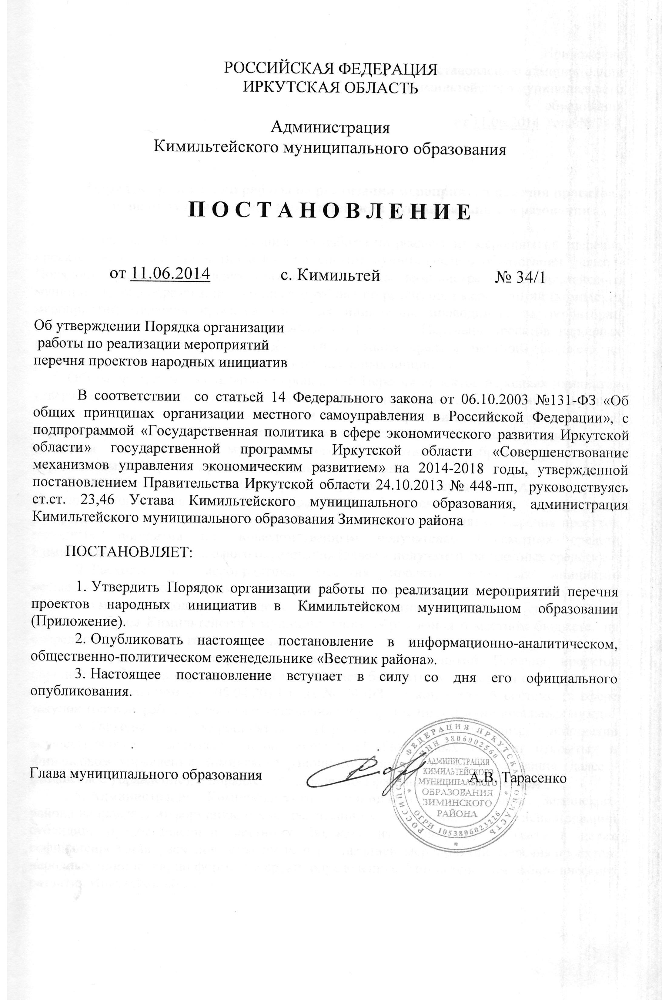 РОССИЙСКАЯ ФЕДЕРАЦИЯ
ИРКУТСКАЯ ОБЛАСТЬ
Администрация
Кимильтейского муниципального образования
П О С Т А Н О В Л Е Н И Е
от 11.06.2014 с. Кимильтей № 34/1
Об утверждении Порядка организации
работы по реализации мероприятий
перечня проектов народных инициатив
В соответствии со статьей 14 Федерального закона от 06.10.2003 №131-ФЗ «Об
общих принципах организации местного самоуправления в Российской Федерации», с
подпрограммой «Государственная политика в сфере экономического развития Иркутской
области» государственной программы Иркутской области «Совершенствование
механизмов управления экономическим развитием» на 2014-2018 годы, утвержденной
постановлением Правительства Иркутской области 24.10.2013 № 448-пп, руководствуясь
ст.ст. 23,46 Устава Кимильтейского муниципального образования, администрация
Кимильтейского муниципального образования Зиминского района
ПОСТАНОВЛЯЕТ:
1. Утвердить Порядок организации работы по реализации мероприятий перечня
проектов народных инициатив в Кимильтейском муниципальном образовании
(Приложение).
2. Опубликовать настоящее постановление в информационно-аналитическом,
общественно-политическом еженедельнике «Вестник района».
3. Настоящее постановление вступает в силу со дня его официального
опубликования.
Глава муниципального образования А.В. Тарасенко
РОССИЙСКАЯ ФЕДЕРАЦИЯ ИРКУТСКАЯ ОБЛАСТЬ
ИНН 3806002560
АДМИНИСТРАЦИЯ
КИМИЛЬТЕЙСКОГО
МУНИЦИПАЛЬНОГО
ОБРАЗОВАНИЯ
ЗИМИНСКОГО
РАЙОНА
ОГРН 1053806023226